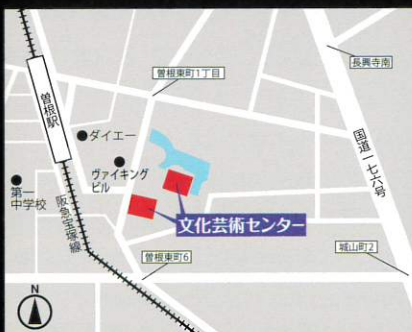 長興寺南
曽根東町1丁目
曽根駅
ダイエー
国道一七六号
ヴァイキング
ビル
第一
中学校
阪急宝塚線
文化芸術センター
城山町2
曽根東町6
N